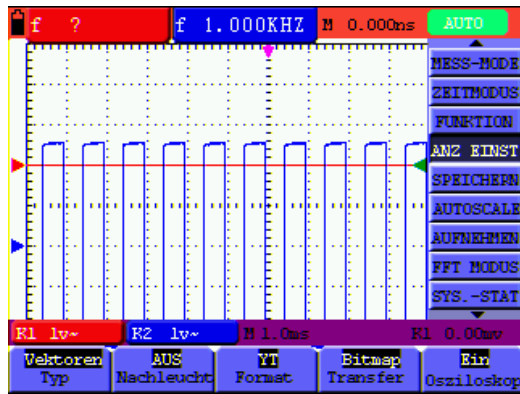 f ? f 1.000KHZ M 0.000ns AUTO
MESS-MODE
ZEITMODUS
FUNKTION
ANZ EINST
SPEICHERN
AUTOSCALE
AUFNEHMEN
FFT MODUS
SYS.-STAT
K1 1v~ K2 1v~ M 1.0ms K1 0.00mv
Vektoren AUS YT Bitmap Ein
Typ Nachleucht Format Transfer Osziloskop